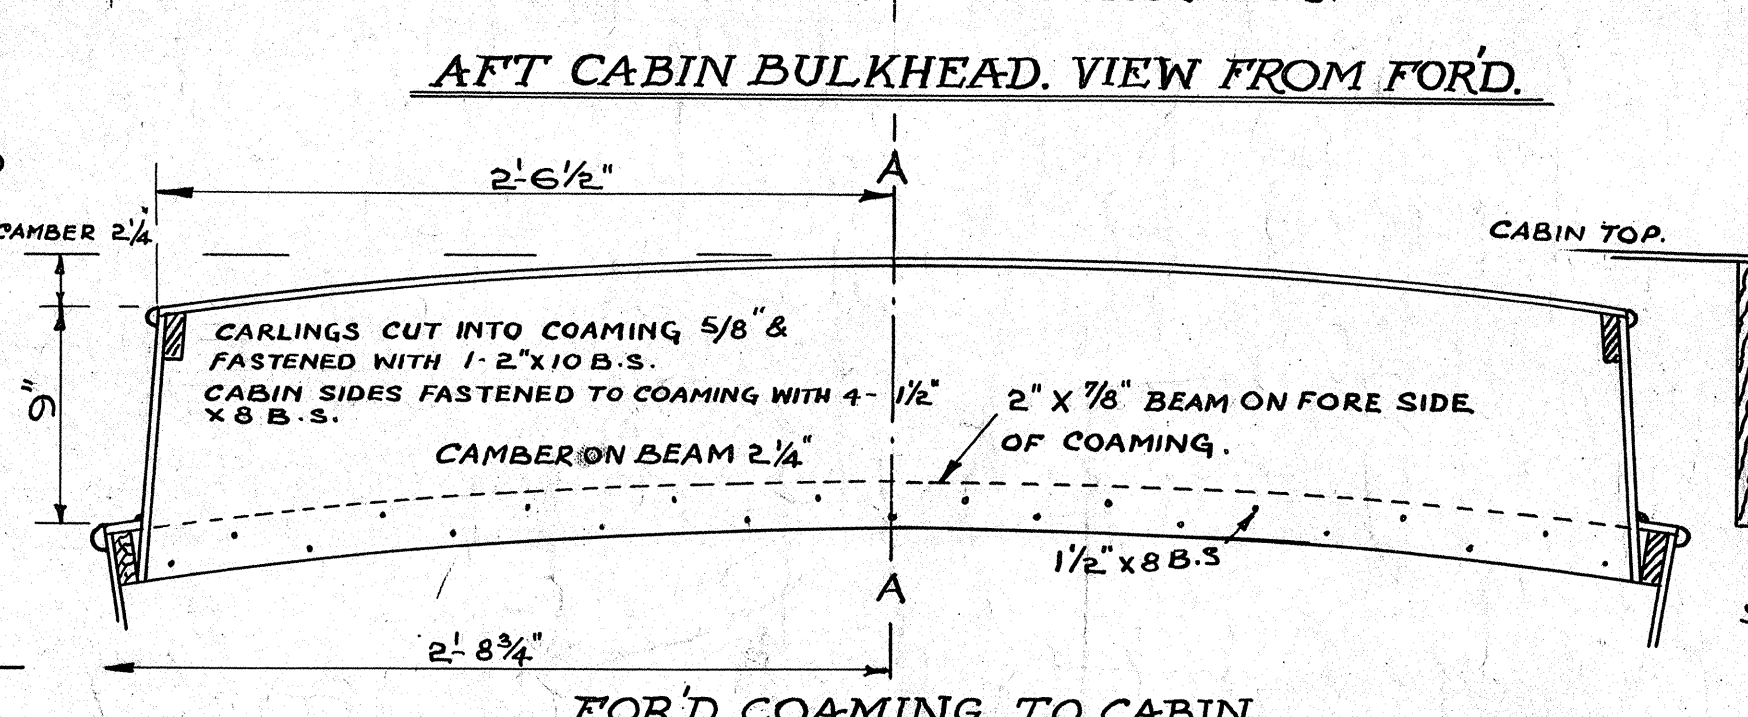 AFT CABIN BULKHEAD. VIEW FROM FOR'D.
A
2'-6½"
CAMBER 2¼"
CABIN TOP.
CARLINGS CUT INTO COAMING 5/8" &
FASTENED WITH 1-2"X10 B.S.
CABIN SIDES FASTENED TO COAMING WITH 4- 1½"
X 8 B.S.
9"
2" X 7/8" BEAM ON FORE SIDE
OF COAMING.
CAMBER ON BEAM 2¼"
1½" X 8 B.S
A
2'-8¾"
FOR'D COAMING TO CABIN